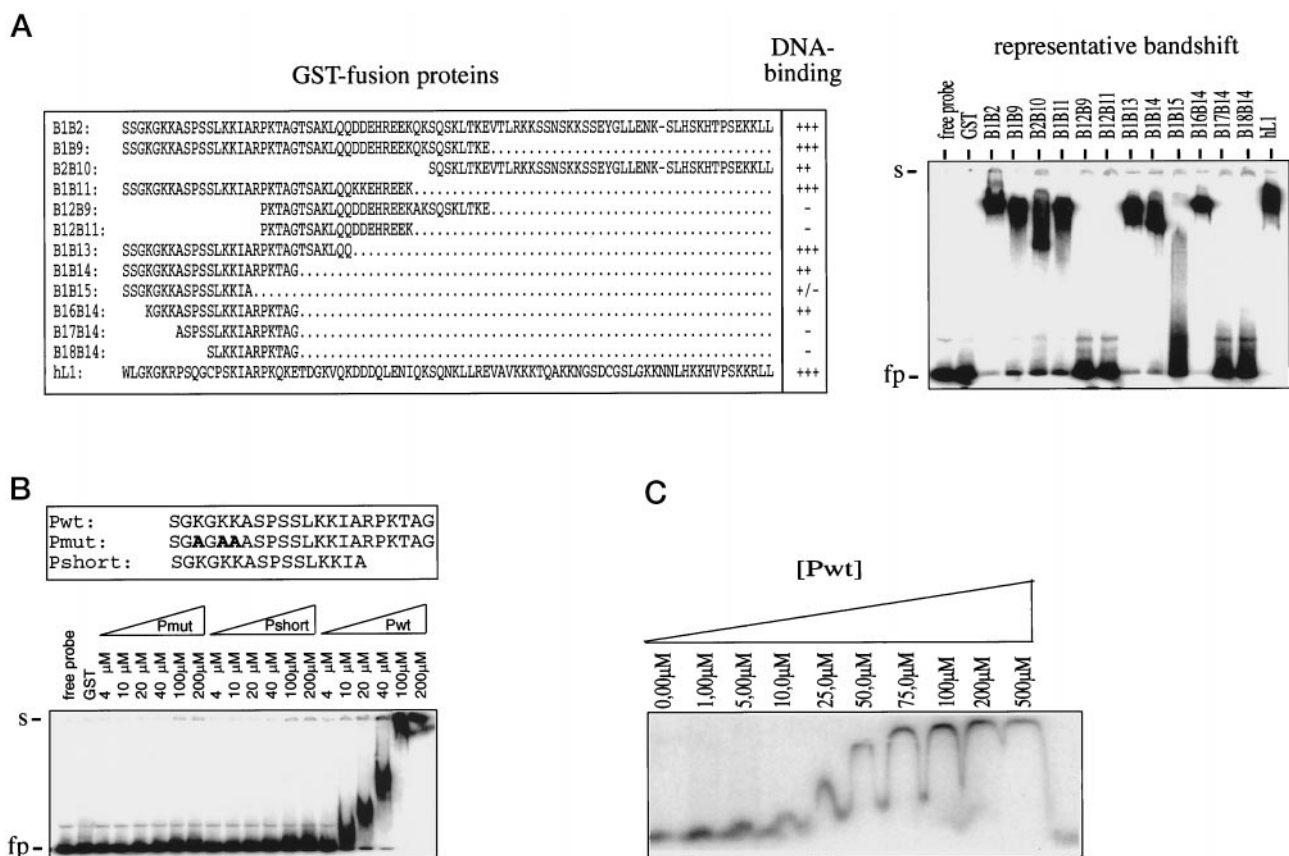 A
GST-fusion proteins
DNA-
binding
B1B2: SSGKGKKASPSSLKKIARPKTAGTSAKLQQDDEHREEKQKSQSKLTKEVTLRKKSSNSKKSSEYGLLENK-SLHSKHTPSEKKLL +++
B1B9: SSGKGKKASPSSLKKIARPKTAGTSAKLQQDDEHREEKQKSQSKLTKE..................................... +++
B2B10: SQSKLTKEVTLRKKSSNSKKSSEYGLLENK-SLHSKHTPSEKKLL ++
B1B11: SSGKGKKASPSSLKKIARPKTAGTSAKLQQKKEHREEK............................................... +++
B12B9: PKTAGTSAKLQQDDEHREEKAKSQSKLTKE..................................... -
B12B11: PKTAGTSAKLQQDDEHREEK............................................... -
B1B13: SSGKGKKASPSSLKKIARPKTAGTSAKLQQ....................................................... +++
B1B14: SSGKGKKASPSSLKKIARPKTAG.............................................................. ++
B1B15: SSGKGKKASPSSLKKIA.................................................................... +/-
B16B14: KGKKASPSSLKKIARPKTAG.............................................................. ++
B17B14: ASPSSLKKIARPKTAG.............................................................. -
B18B14: SLKKIARPKTAG.............................................................. -
hL1: WLGKGKRPSQGCPSKIARPKQKETDGKVQKDDDQLENIQKSQNKLLREVAVKKKTQAKKNGSDCGSLGKKNNLHKKHVPSKKRLL +++
representative bandshift
free probe
GST
B1B2
B1B9
B2B10
B1B11
B12B9
B12B11
B1B13
B1B14
B1B15
B16B14
B17B14
B18B14
hL1
s
fp
B
Pwt: SGKGKKASPSSLKKIARPKTAG
Pmut: SGAGAAASPSSLKKIARPKTAG
Pshort: SGKGKKASPSSLKKIA
Pmut
Pshort
Pwt
free probe
GST
4 µM
10 µM
20 µM
40 µM
100µM
200µM
4 µM
10 µM
20 µM
40 µM
100µM
200µM
4 µM
10 µM
20 µM
40 µM
100µM
200µM
s
fp
C
[Pwt]
0,00µM
1,00µM
5,00µM
10,0µM
25,0µM
50,0µM
75,0µM
100µM
200µM
500µM